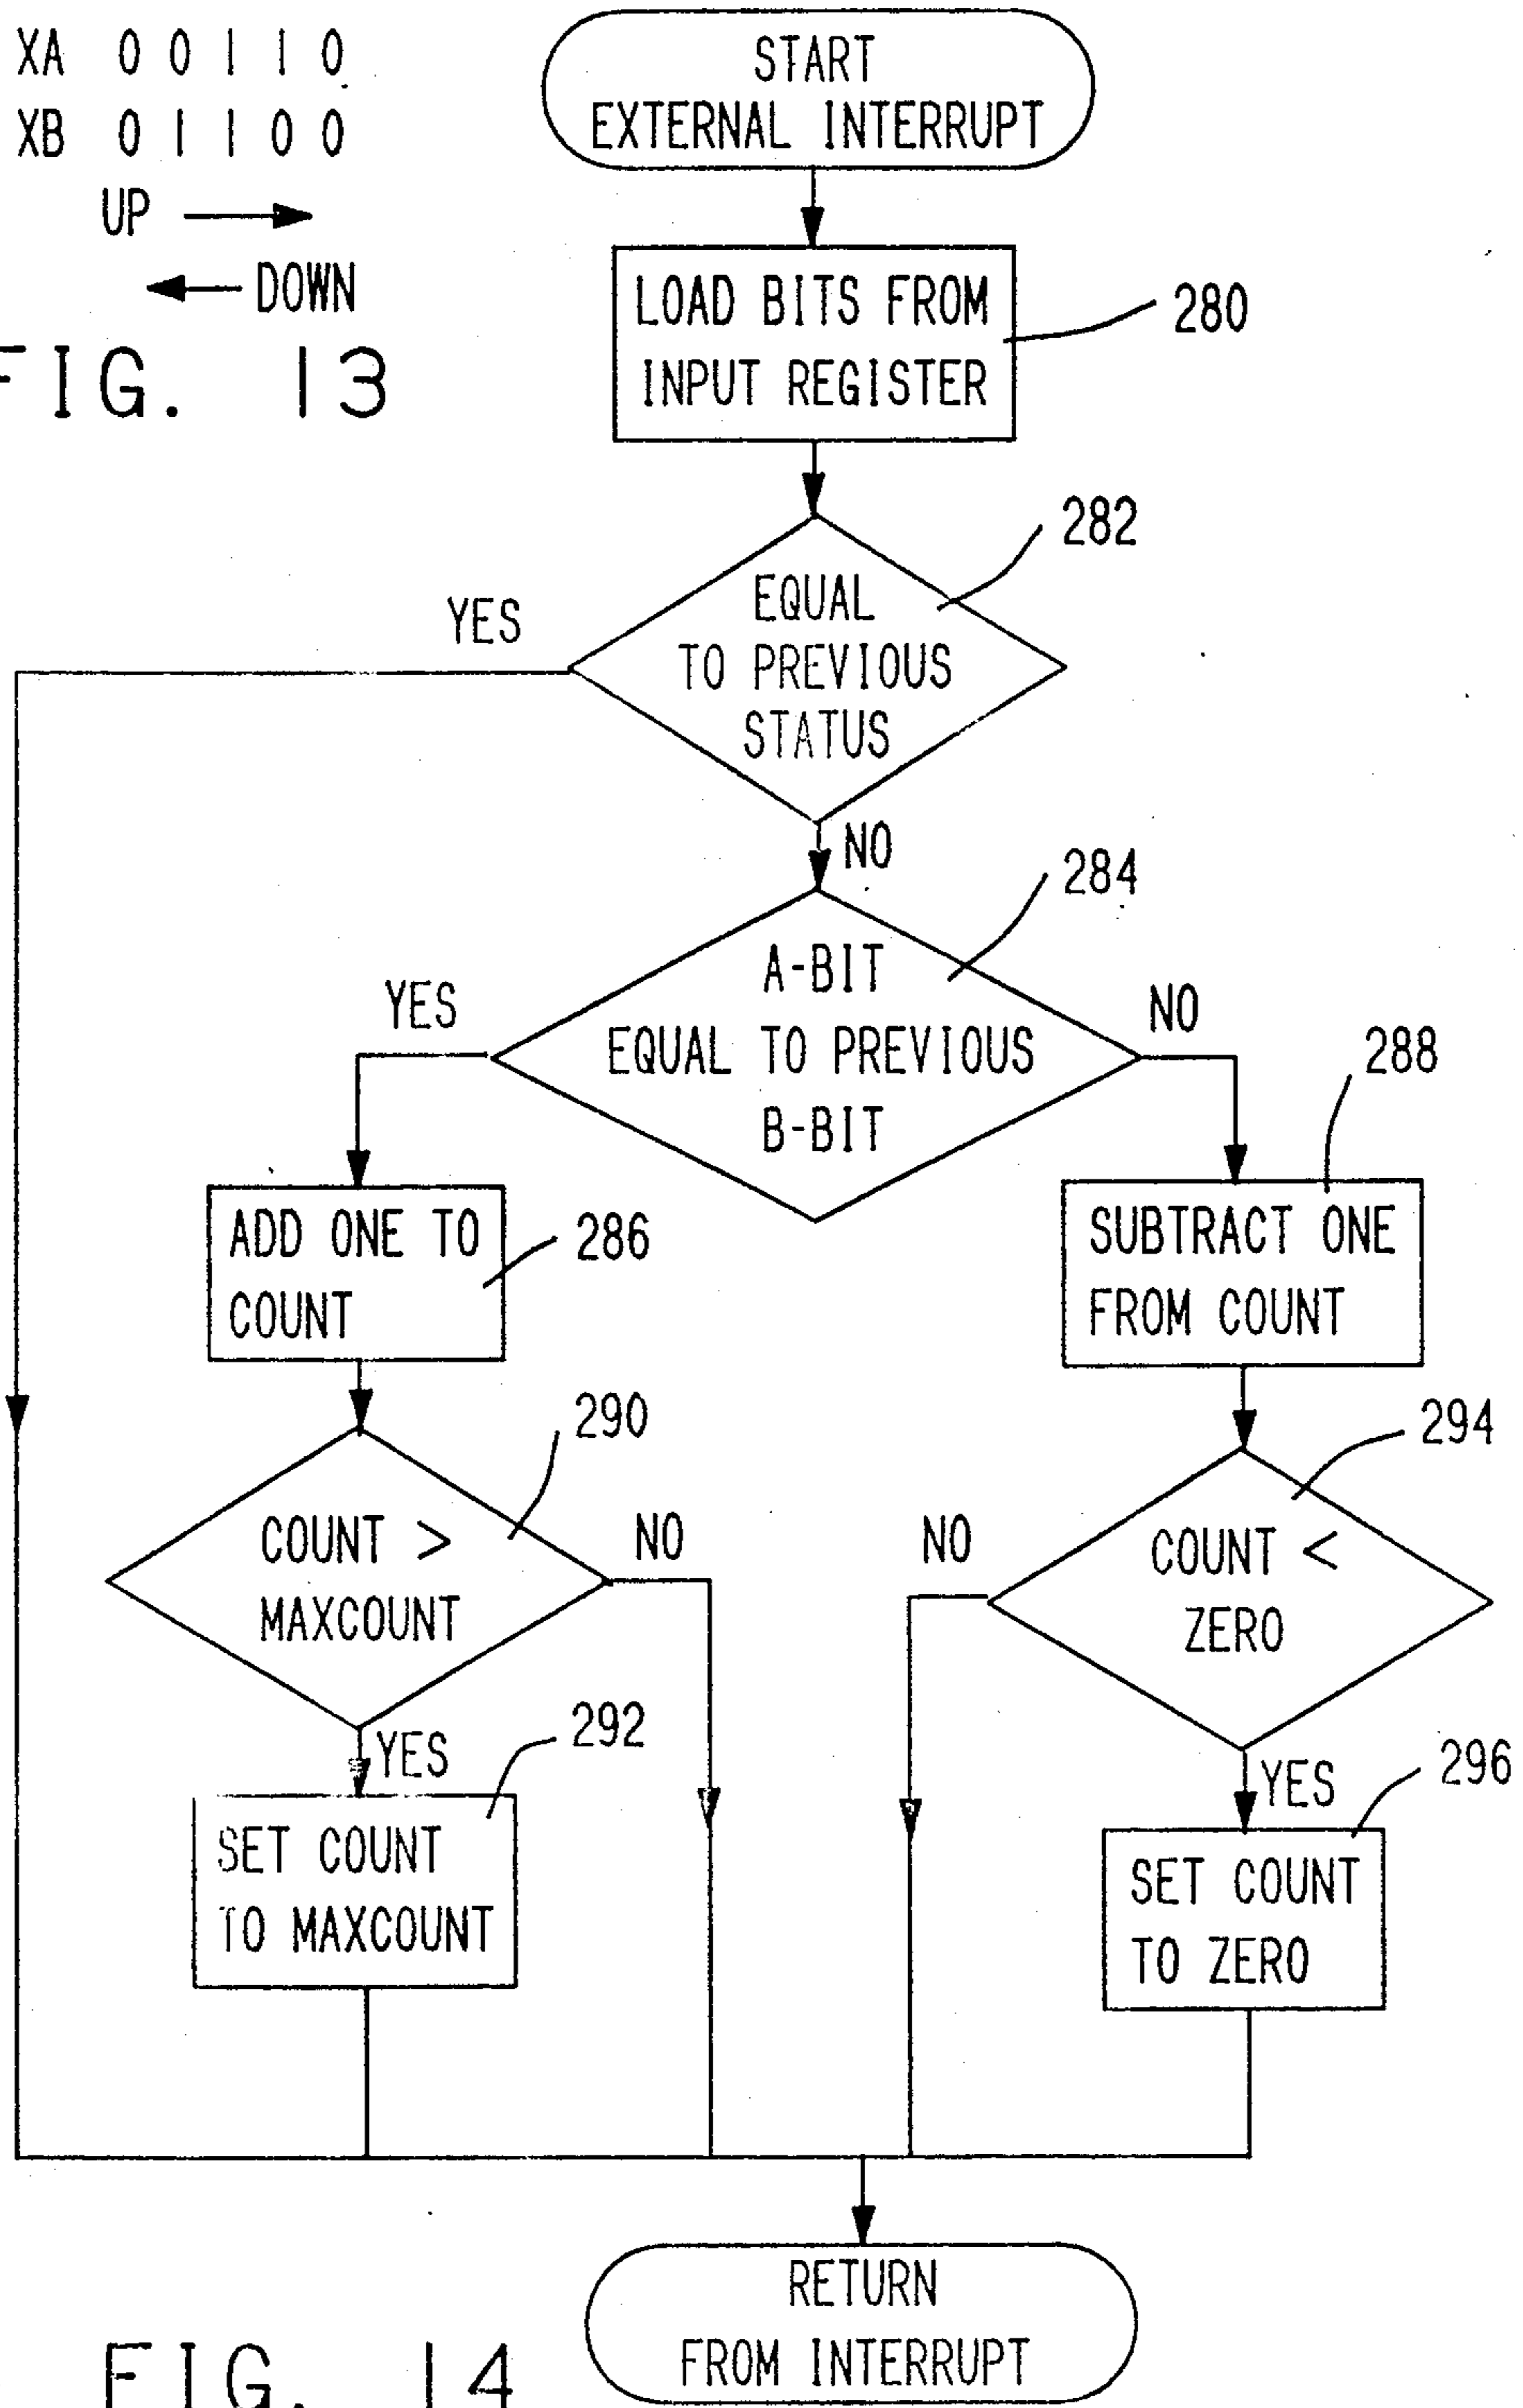 XA 0 0 1 1 0
XB 0 1 1 0 0
UP
DOWN
FIG. 13
START
EXTERNAL INTERRUPT
LOAD BITS FROM
INPUT REGISTER
280
282
EQUAL
TO PREVIOUS
STATUS
YES
NO
284
A-BIT
EQUAL TO PREVIOUS
B-BIT
YES
NO
288
ADD ONE TO
COUNT
286
SUBTRACT ONE
FROM COUNT
290
294
COUNT >
MAXCOUNT
NO
NO
COUNT <
ZERO
YES
292
YES
296
SET COUNT
TO MAXCOUNT
SET COUNT
TO ZERO
RETURN
FROM INTERRUPT
FIG. 14